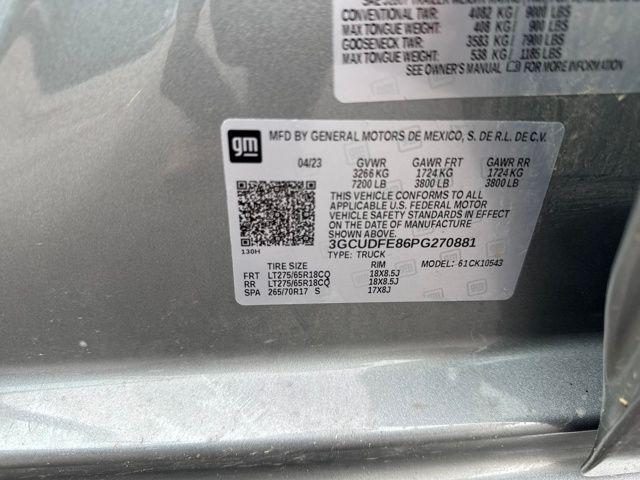 CONVENTIONAL TWR: 4082 KG / 9000 LBS
MAX TONGUE WEIGHT: 408 KG / 900 LBS
GOOSENECK TWR: 3583 KG / 7900 LBS
MAX TONGUE WEIGHT: 538 KG / 1185 LBS
SEE OWNER'S MANUAL FOR MORE INFORMATION
gm MFD BY GENERAL MOTORS DE MEXICO, S. DE R.L. DE C.V.
04/23 GVWR GAWR FRT GAWR RR
3266 KG 1724 KG 1724 KG
7200 LB 3800 LB 3800 LB
THIS VEHICLE CONFORMS TO ALL
APPLICABLE U.S. FEDERAL MOTOR
VEHICLE SAFETY STANDARDS IN EFFECT
ON THE DATE OF MANUFACTURE
SHOWN ABOVE.
3GCUDFE86PG270881
130H TYPE: TRUCK MODEL: 61CK10543
TIRE SIZE RIM
FRT LT275/65R18CQ 18X8.5J
RR LT275/65R18CQ 18X8.5J
SPA 265/70R17 S 17X8J